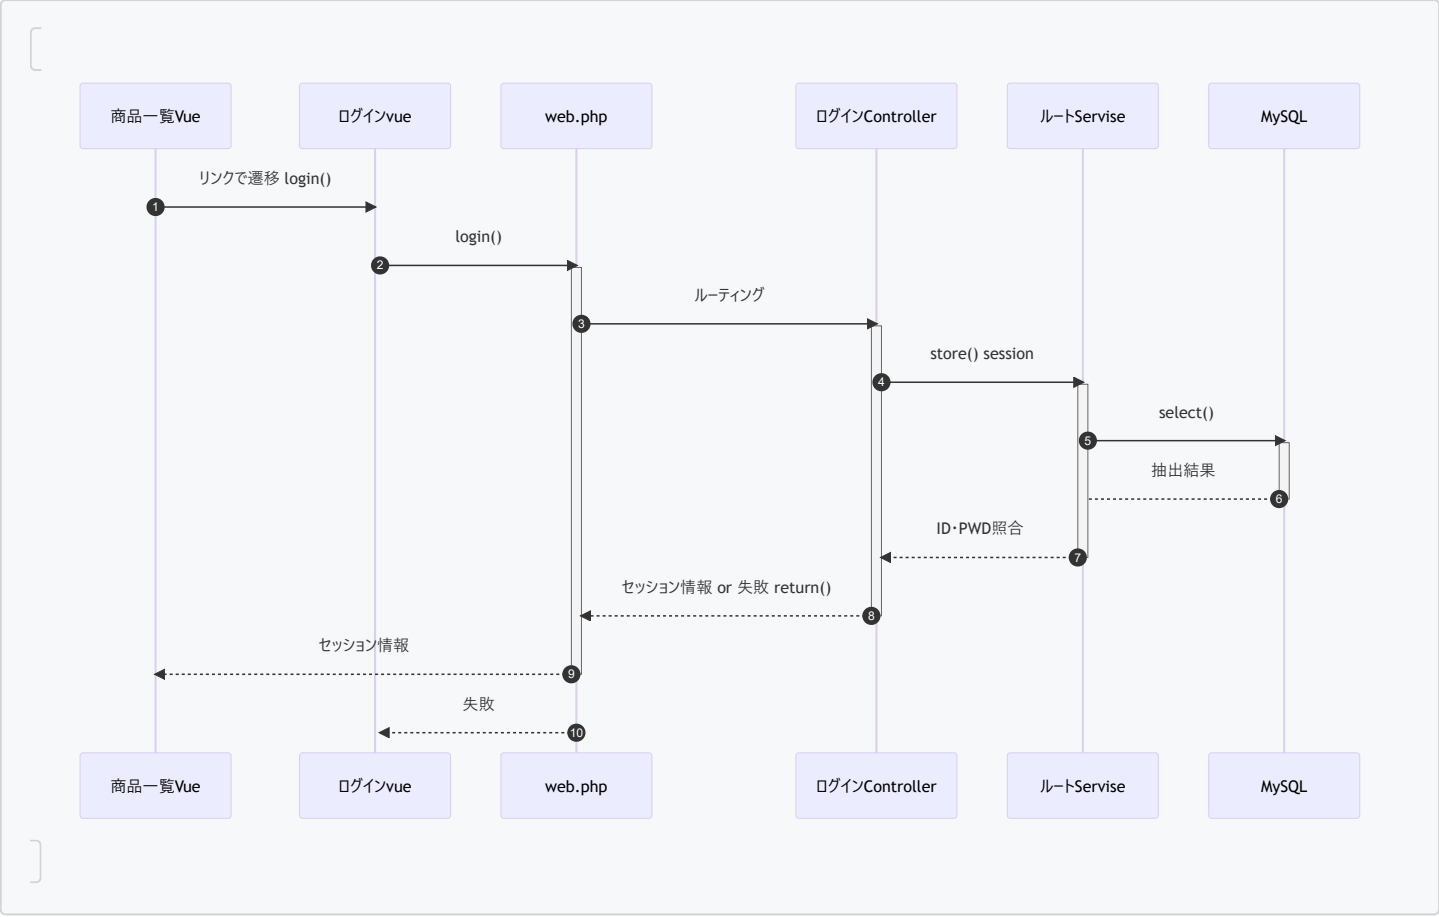 商品一覧Vue
ログインvue
web.php
ログインController
ルートServise
MySQL
リンクで遷移 login()
1
login()
2
ルーティング
3
store() session
4
select()
5
抽出結果
6
ID・PWD照合
7
セッション情報 or 失敗 return()
8
セッション情報
9
失敗
10
商品一覧Vue
ログインvue
web.php
ログインController
ルートServise
MySQL